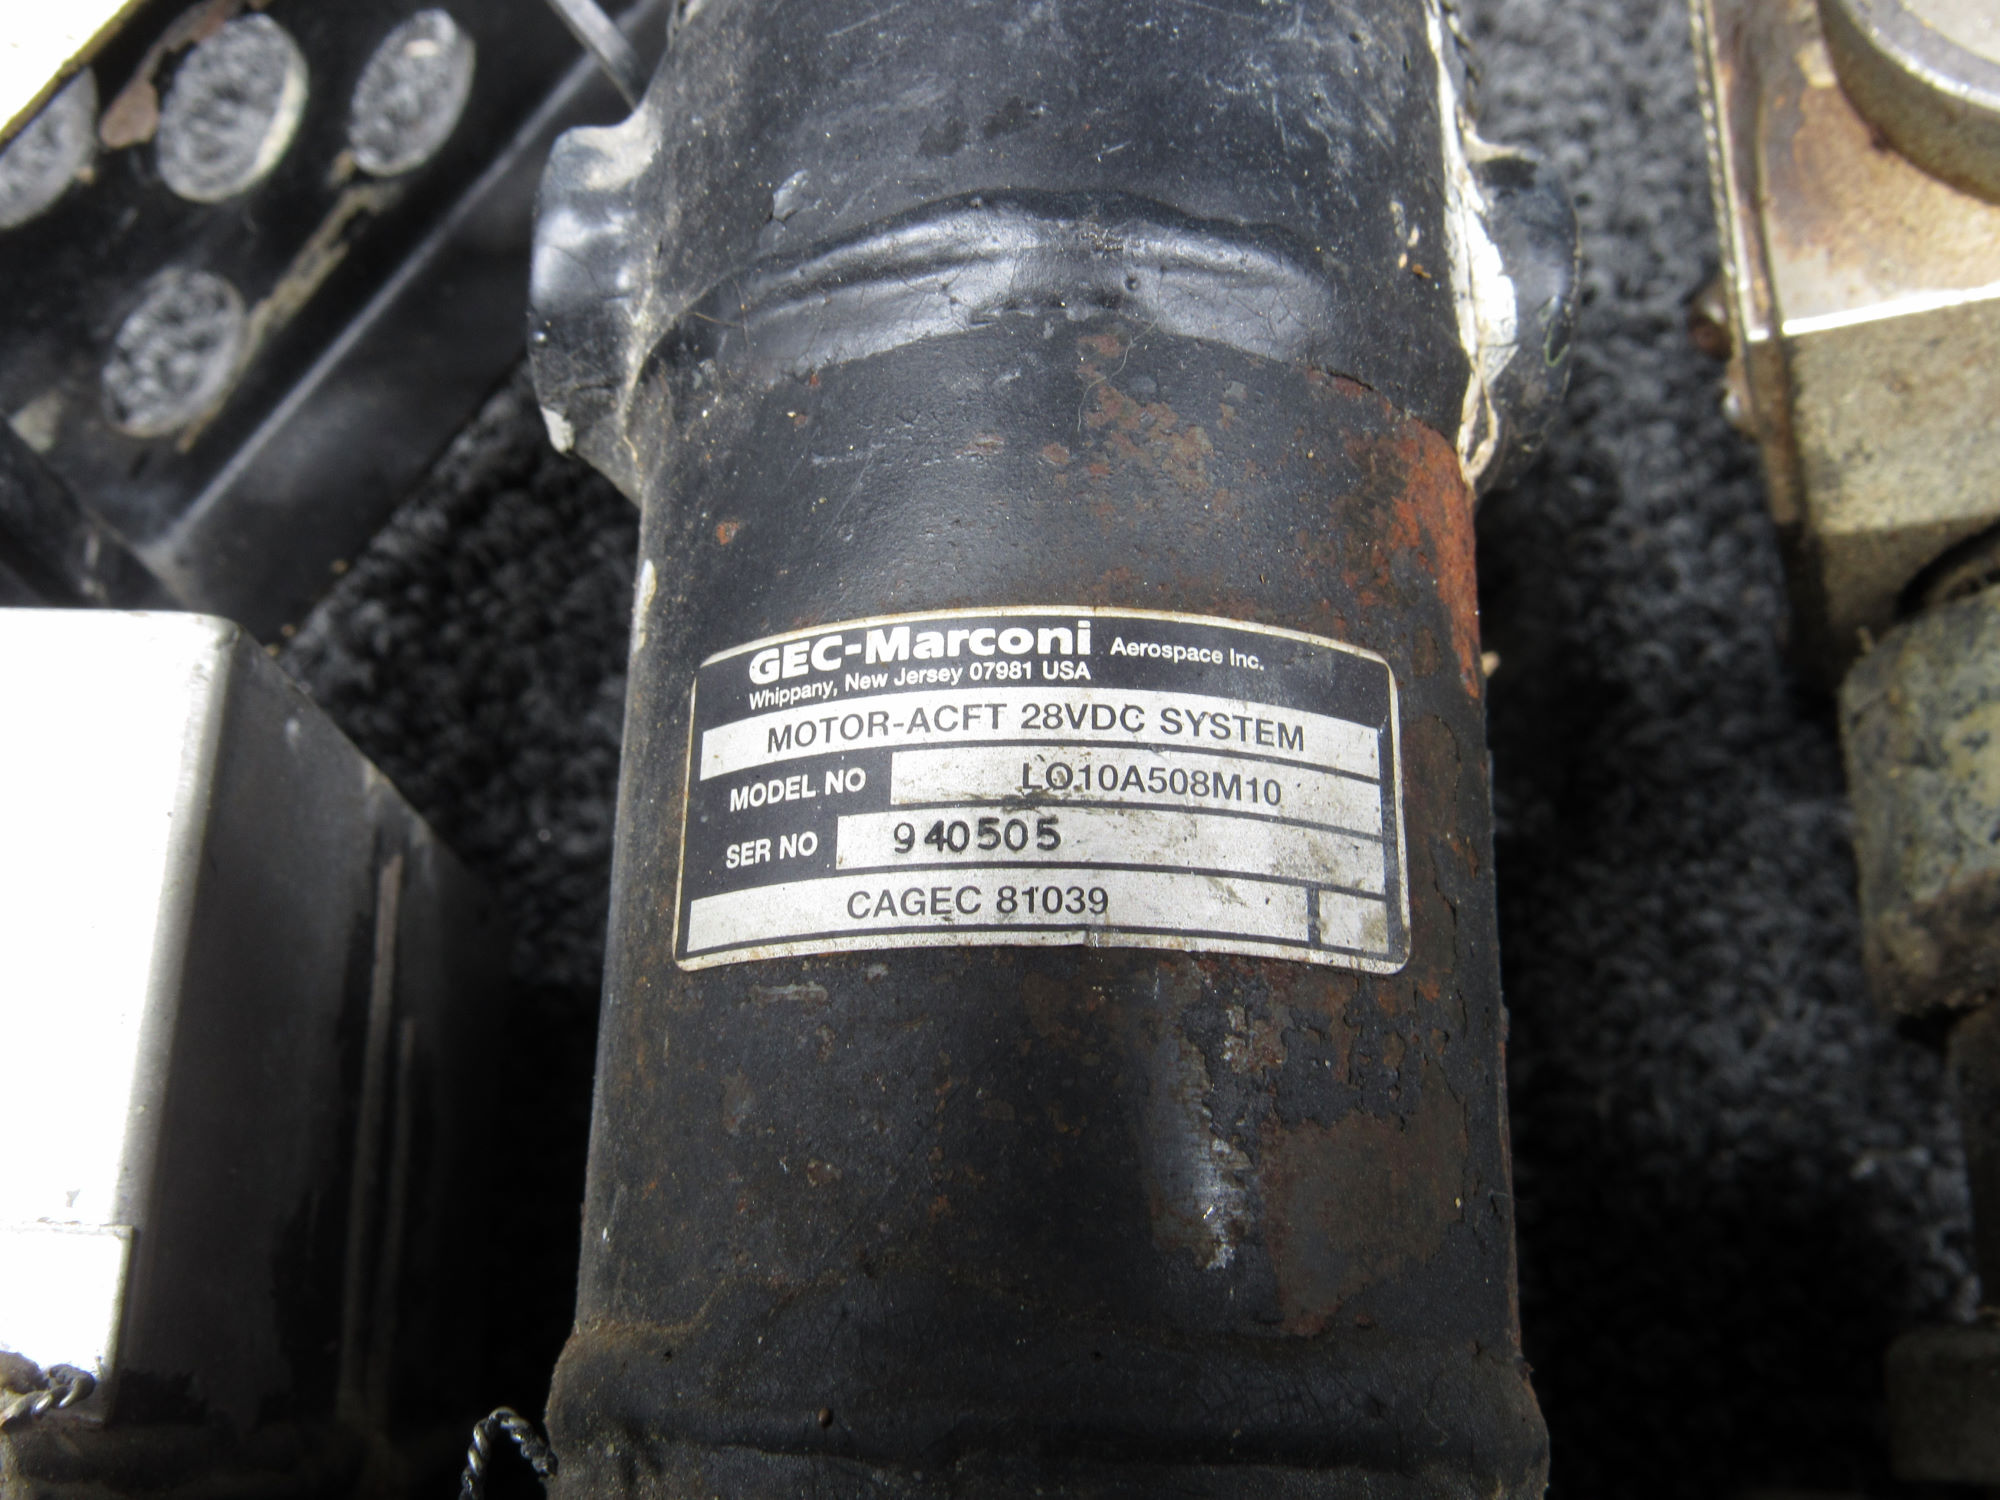 GEC-Marconi Aerospace Inc.
Whippany, New Jersey 07981 USA
MOTOR-ACFT 28VDC SYSTEM
MODEL NO LO10A508M10
SER NO 940505
CAGEC 81039